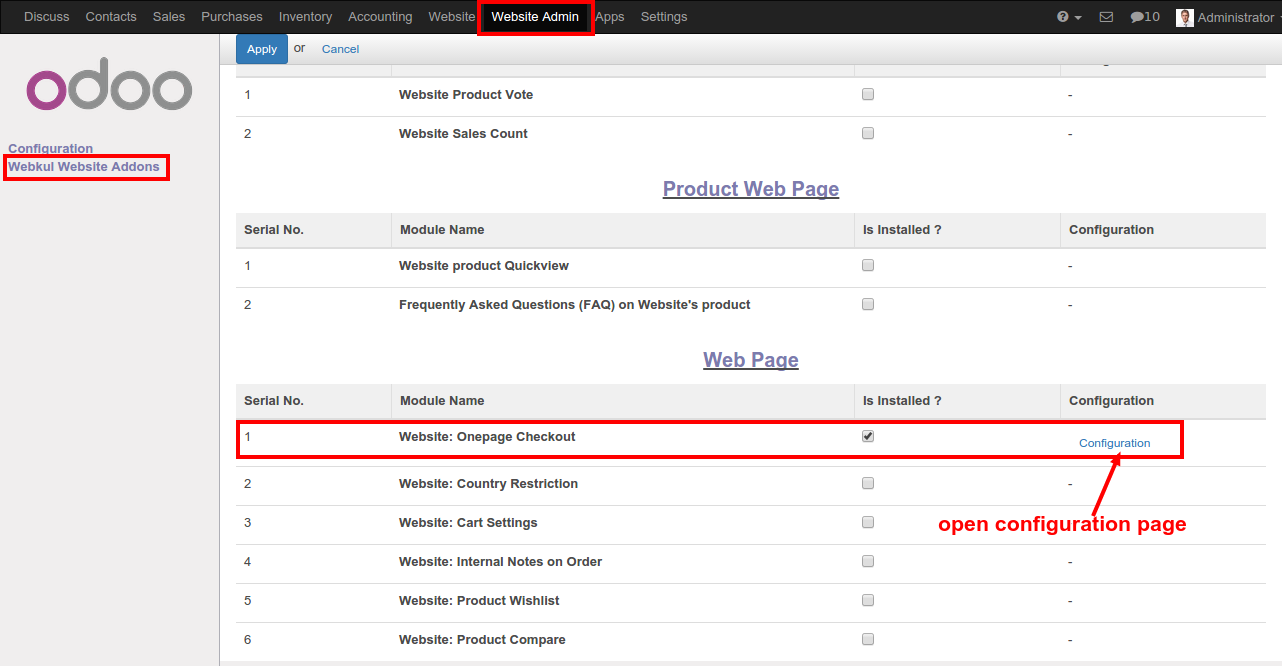 Discuss Contacts Sales Purchases Inventory Accounting Website Website Admin Apps Settings 10 Administrator
Apply or Cancel
odoo
Configuration
Webkul Website Addons
1 Website Product Vote -
2 Website Sales Count -
Product Web Page
Serial No. Module Name Is Installed ? Configuration
1 Website product Quickview -
2 Frequently Asked Questions (FAQ) on Website's product -
Web Page
Serial No. Module Name Is Installed ? Configuration
1 Website: Onepage Checkout Configuration
2 Website: Country Restriction -
3 Website: Cart Settings
open configuration page
4 Website: Internal Notes on Order -
5 Website: Product Wishlist -
6 Website: Product Compare -